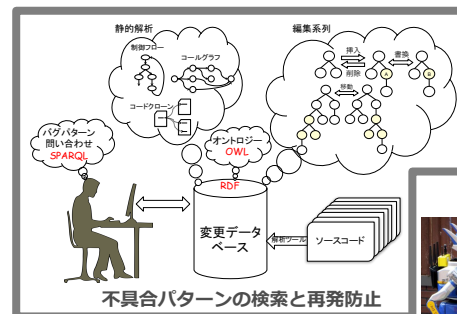 静的解析
制御フロー
コールグラフ
コードクローン
編集系列
挿入
削除
書換
A
B
移動
バグパターン
問い合わせ
SPARQL
オントロジー
OWL
RDF
変更データ
ベース
解析ツール
ソースコード
不具合パターンの検索と再発防止